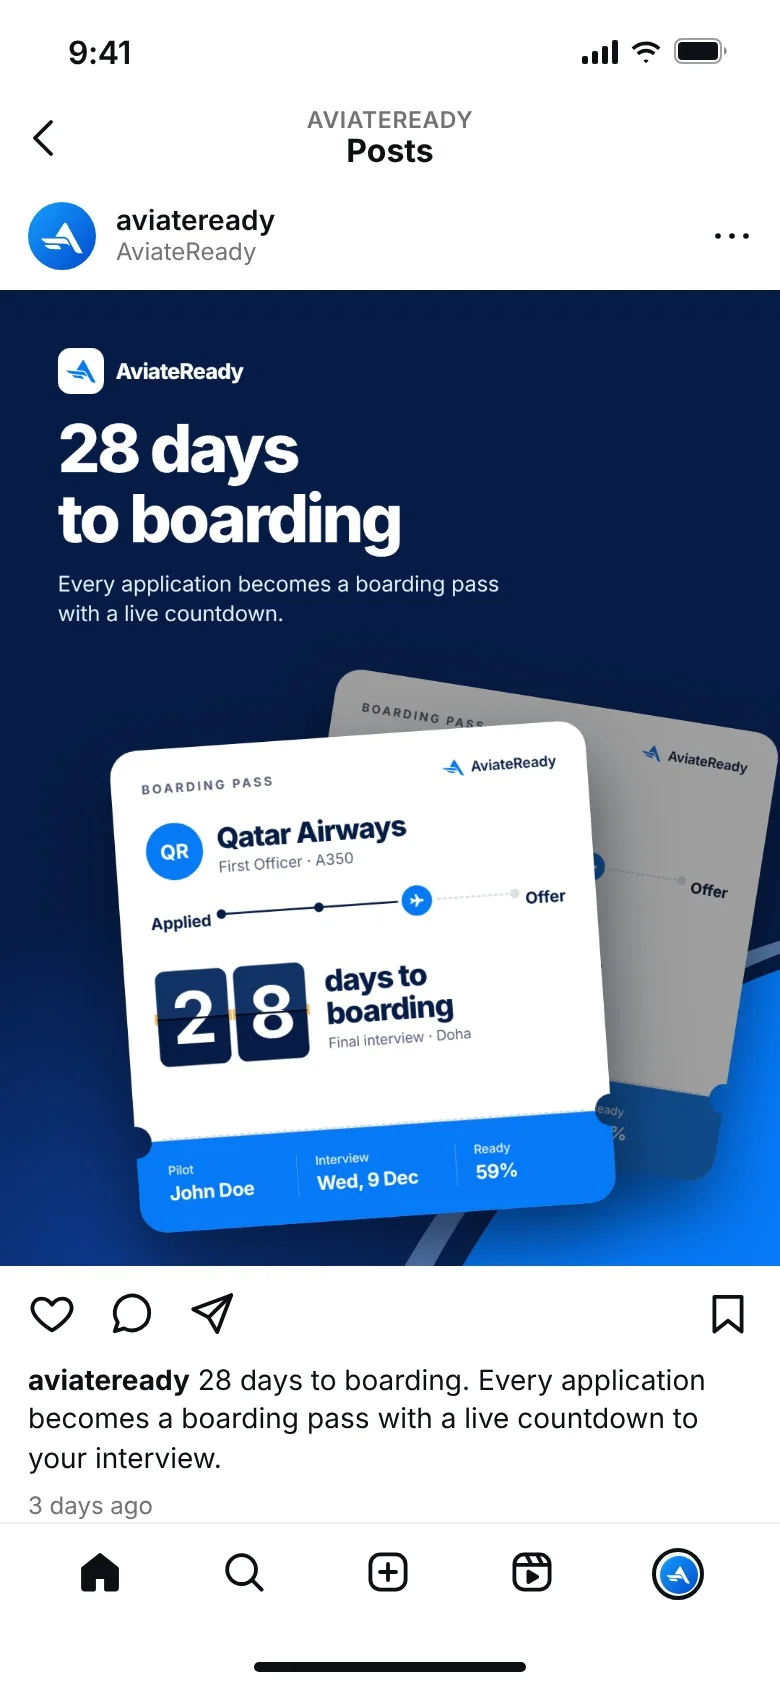 9:41
AVIATEREADY
Posts
aviateready
AviateReady
AviateReady
28 days
to boarding
Every application becomes a boarding pass
with a live countdown.
BOARDING PASS
AviateReady
Offer
eady
%
BOARDING PASS
AviateReady
QR
Qatar Airways
First Officer · A350
Applied
Offer
28
days to
boarding
Final interview · Doha
Pilot
John Doe
Interview
Wed, 9 Dec
Ready
59%
aviateready 28 days to boarding. Every application
becomes a boarding pass with a live countdown to
your interview.
3 days ago